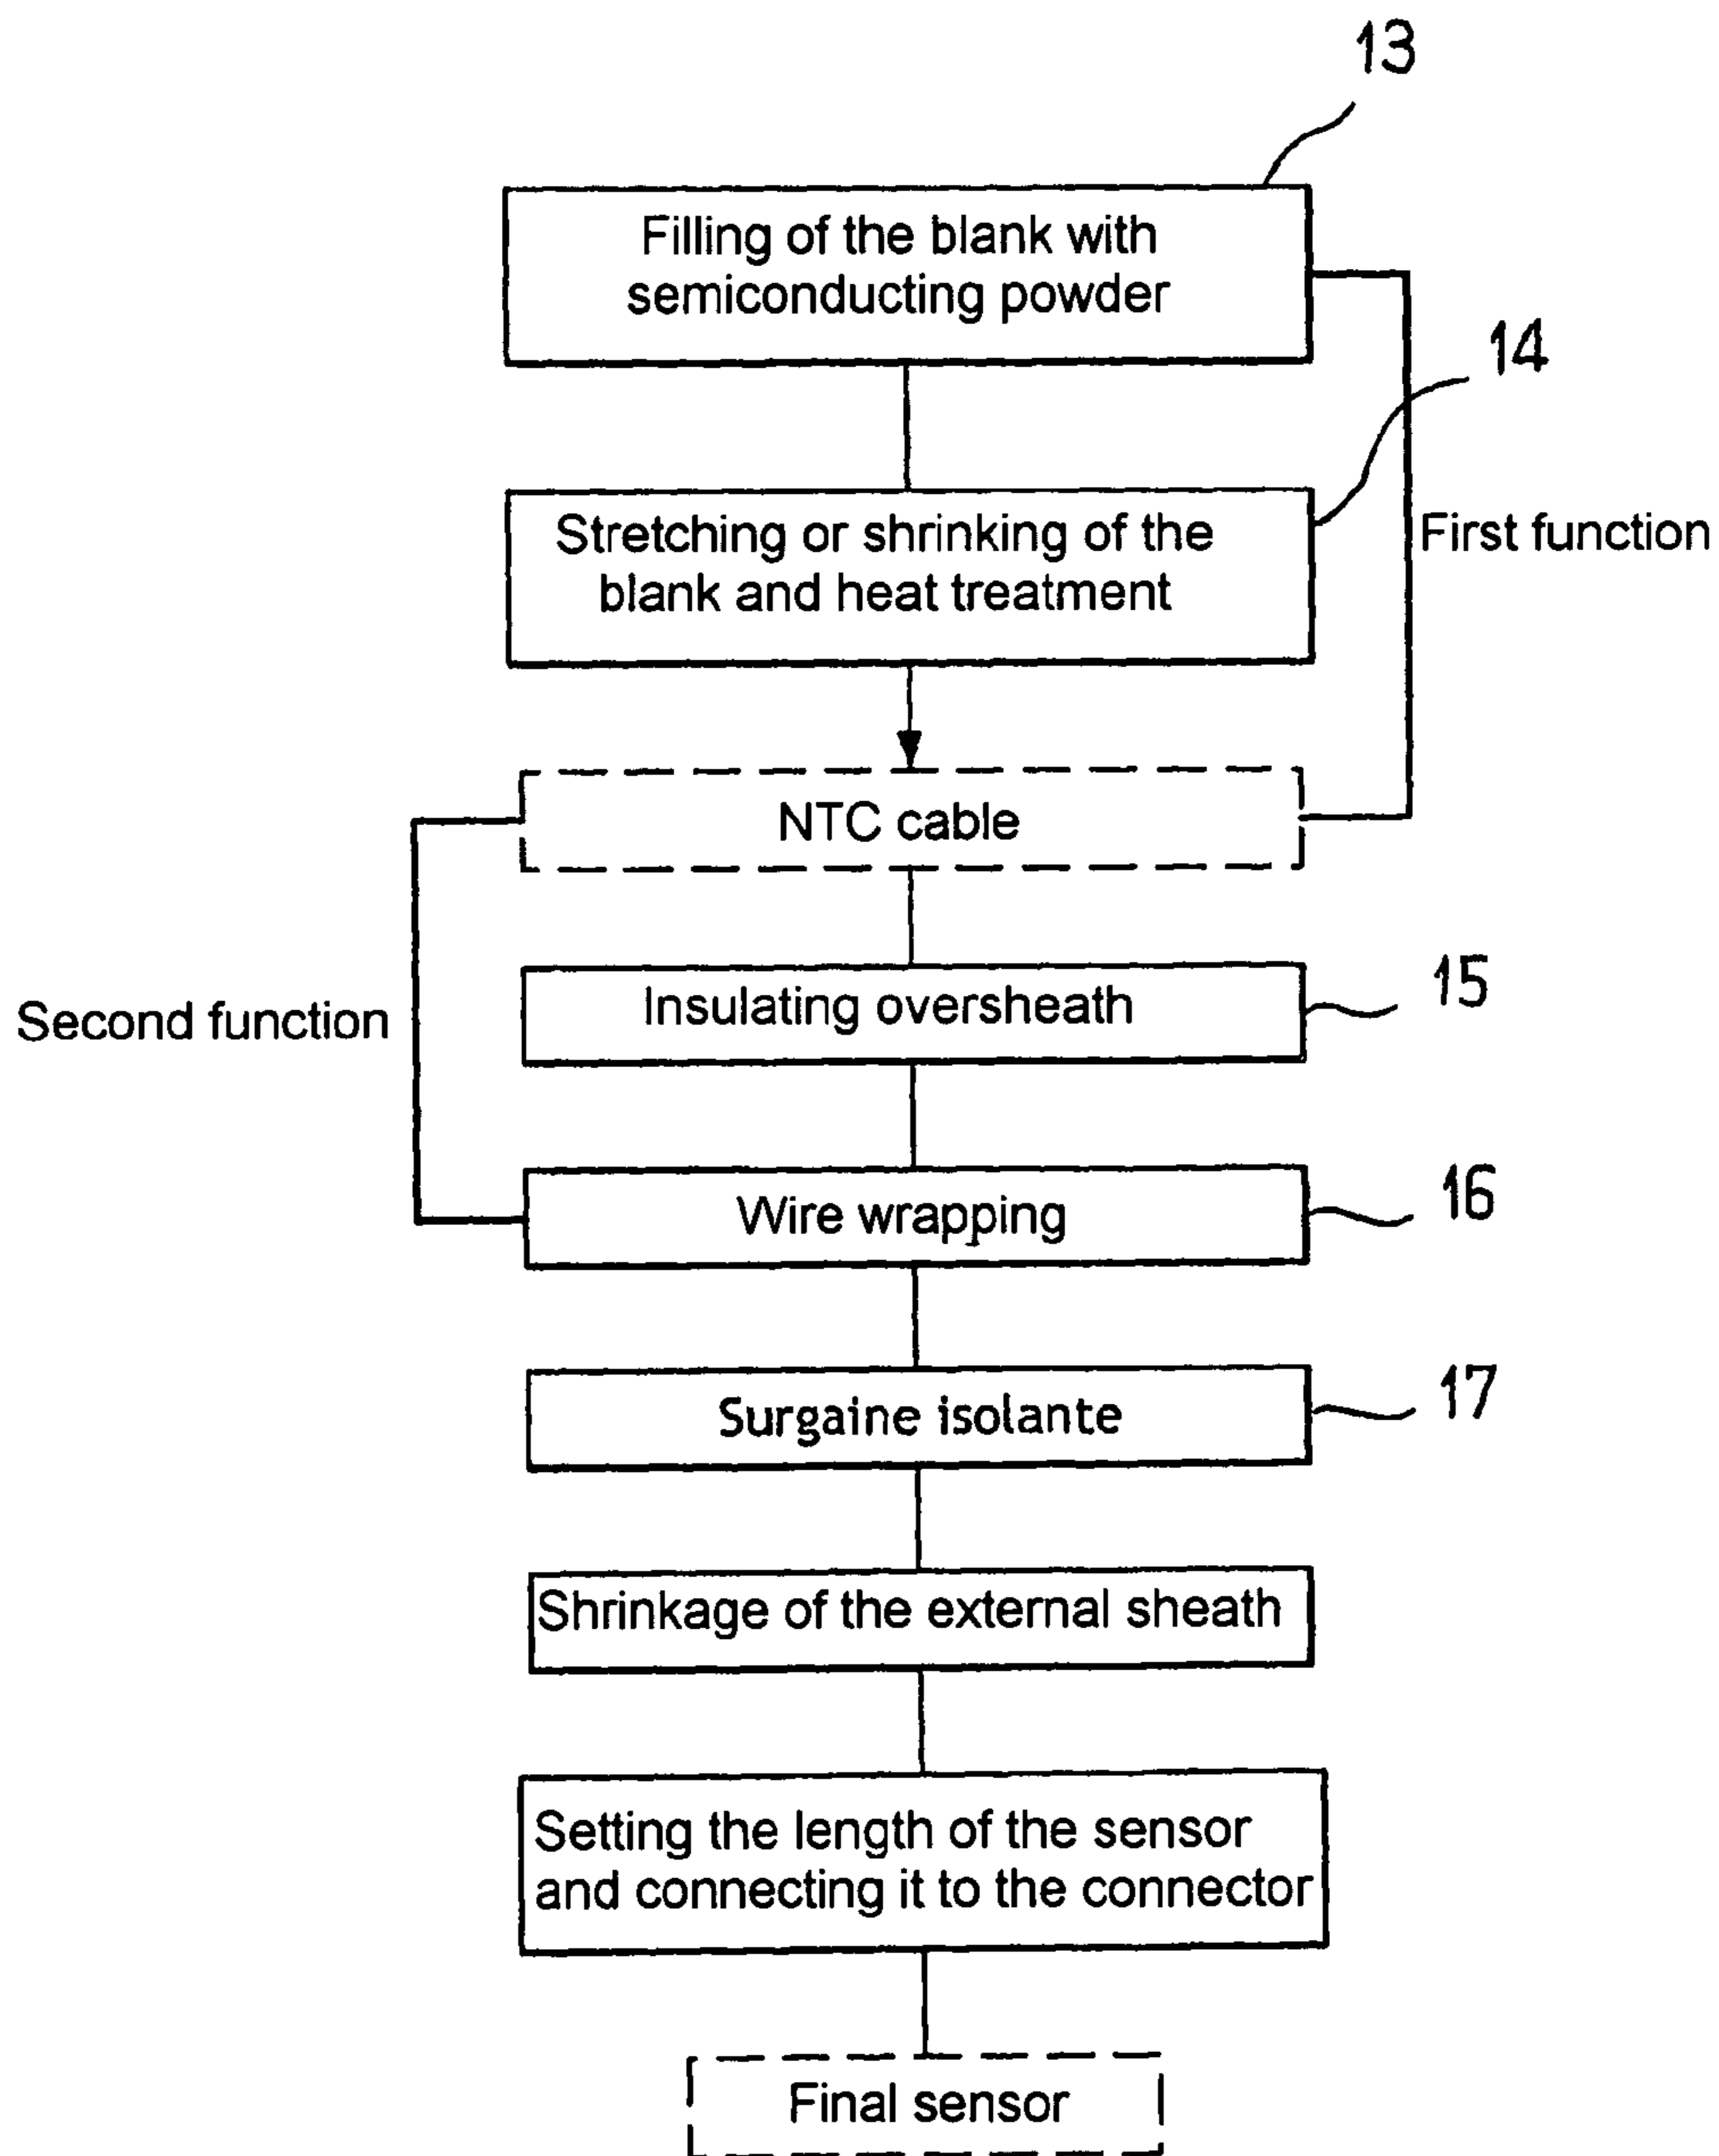 13
Filling of the blank with
semiconducting powder
14
Stretching or shrinking of the
blank and heat treatment
First function
NTC cable
Insulating oversheath
15
Second function
Wire wrapping
16
Surgaine isolante
17
Shrinkage of the external sheath
Setting the length of the sensor
and connecting it to the connector
Final sensor